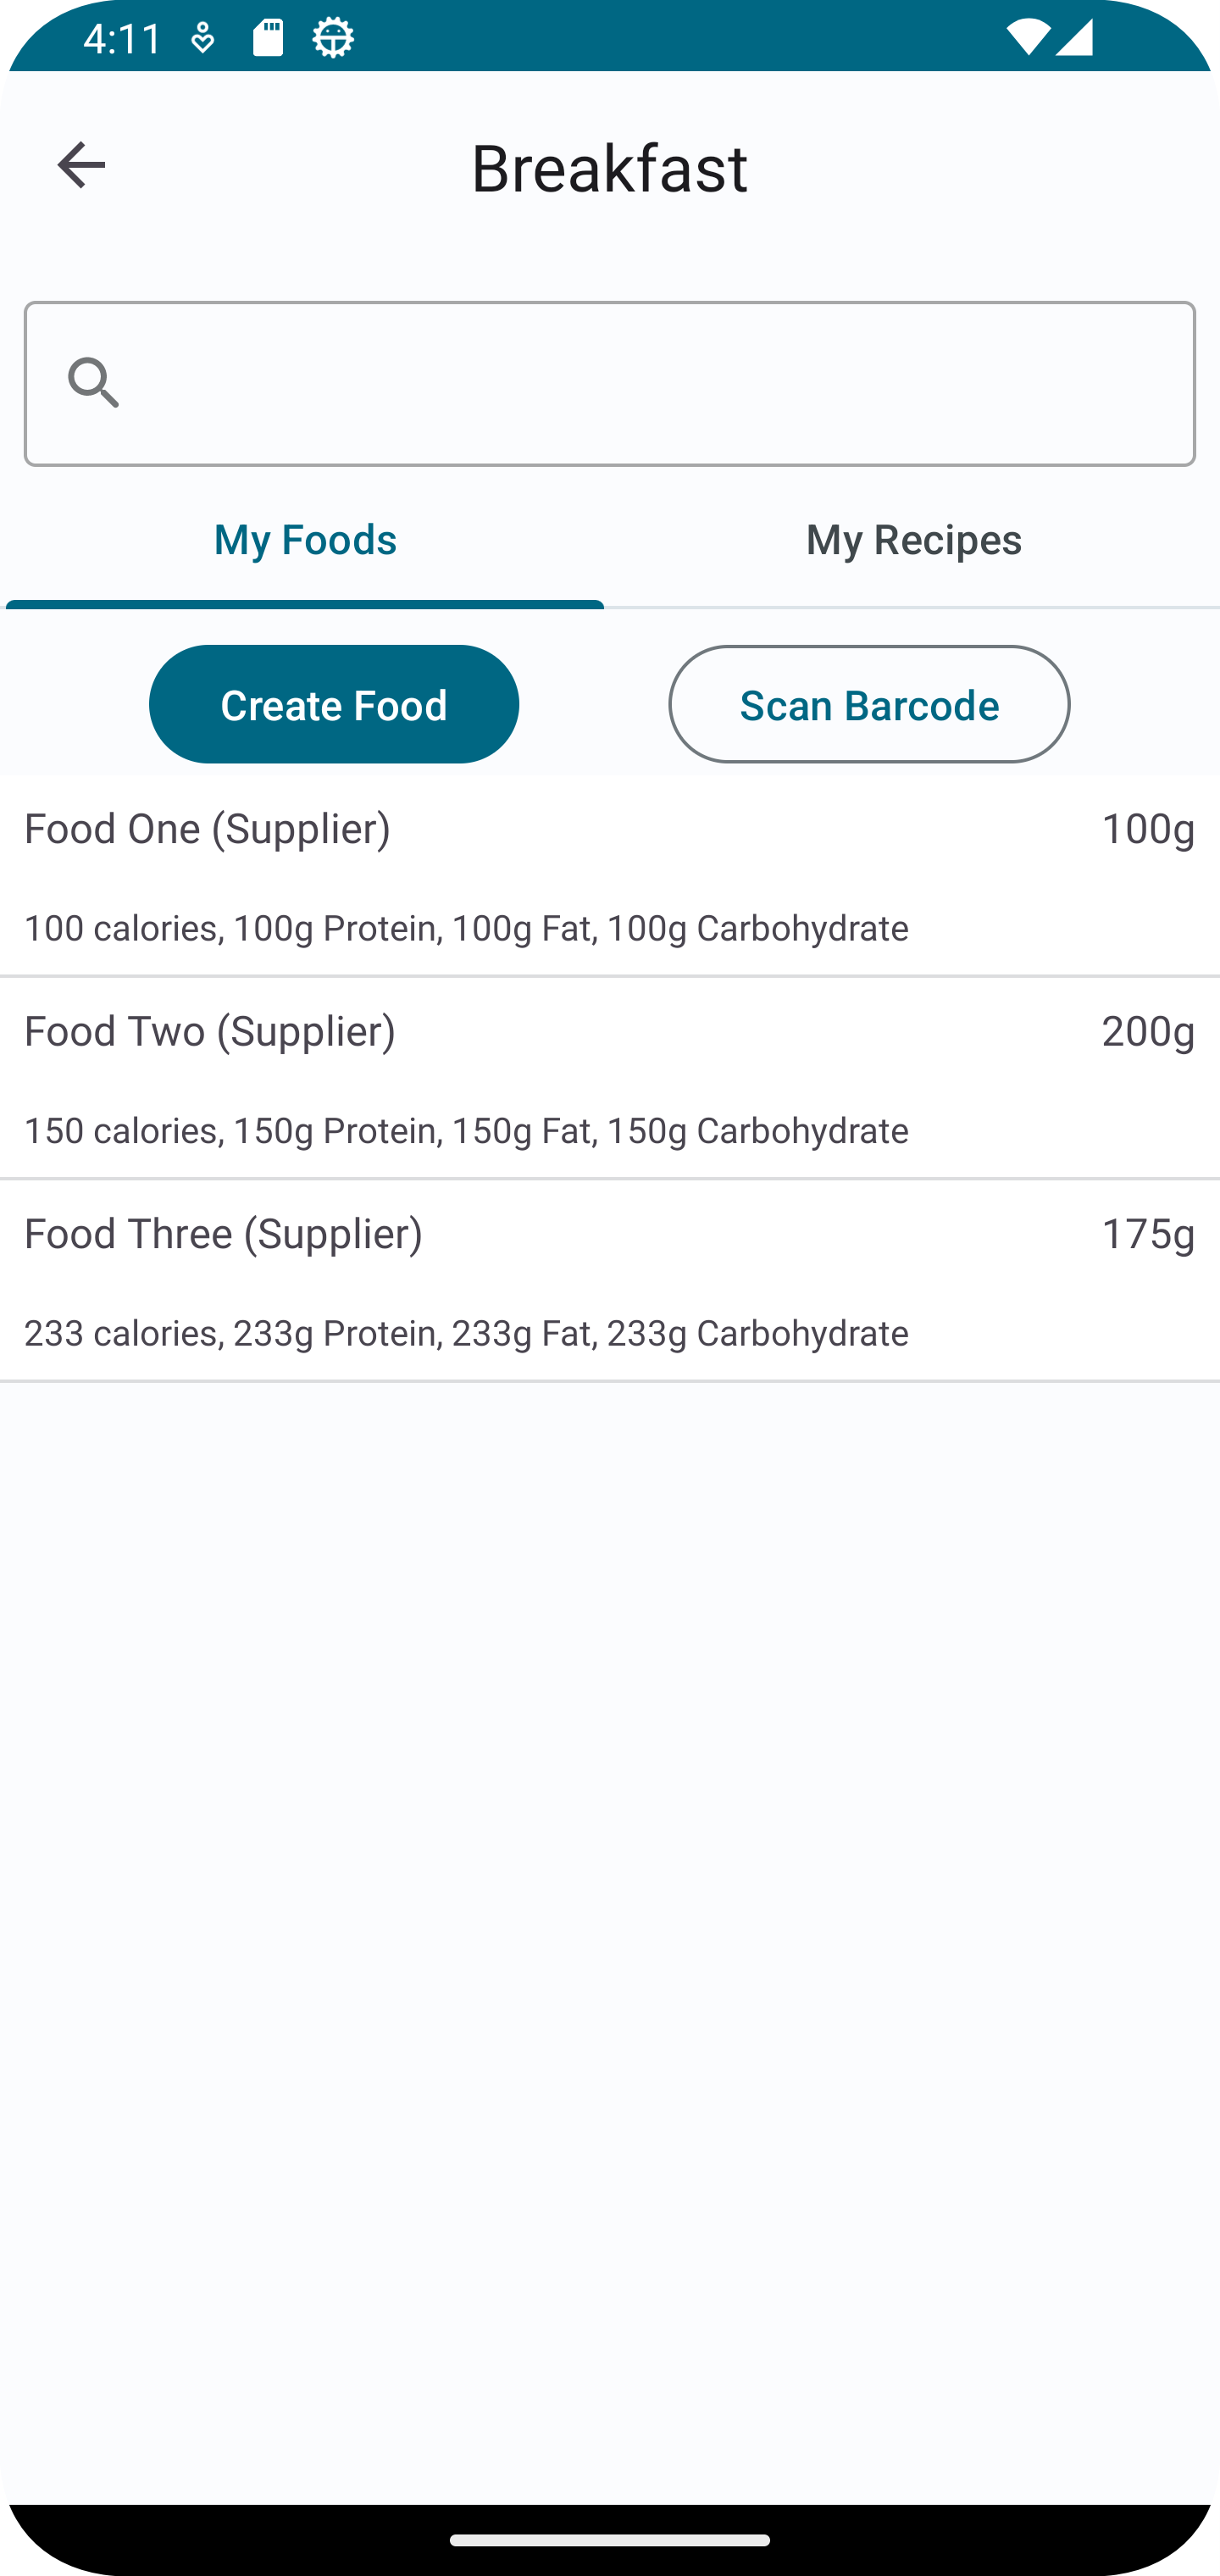 4:11
Breakfast
My Foods My Recipes
Create Food Scan Barcode
Food One (Supplier) 100g
100 calories, 100g Protein, 100g Fat, 100g Carbohydrate
Food Two (Supplier) 200g
150 calories, 150g Protein, 150g Fat, 150g Carbohydrate
Food Three (Supplier) 175g
233 calories, 233g Protein, 233g Fat, 233g Carbohydrate